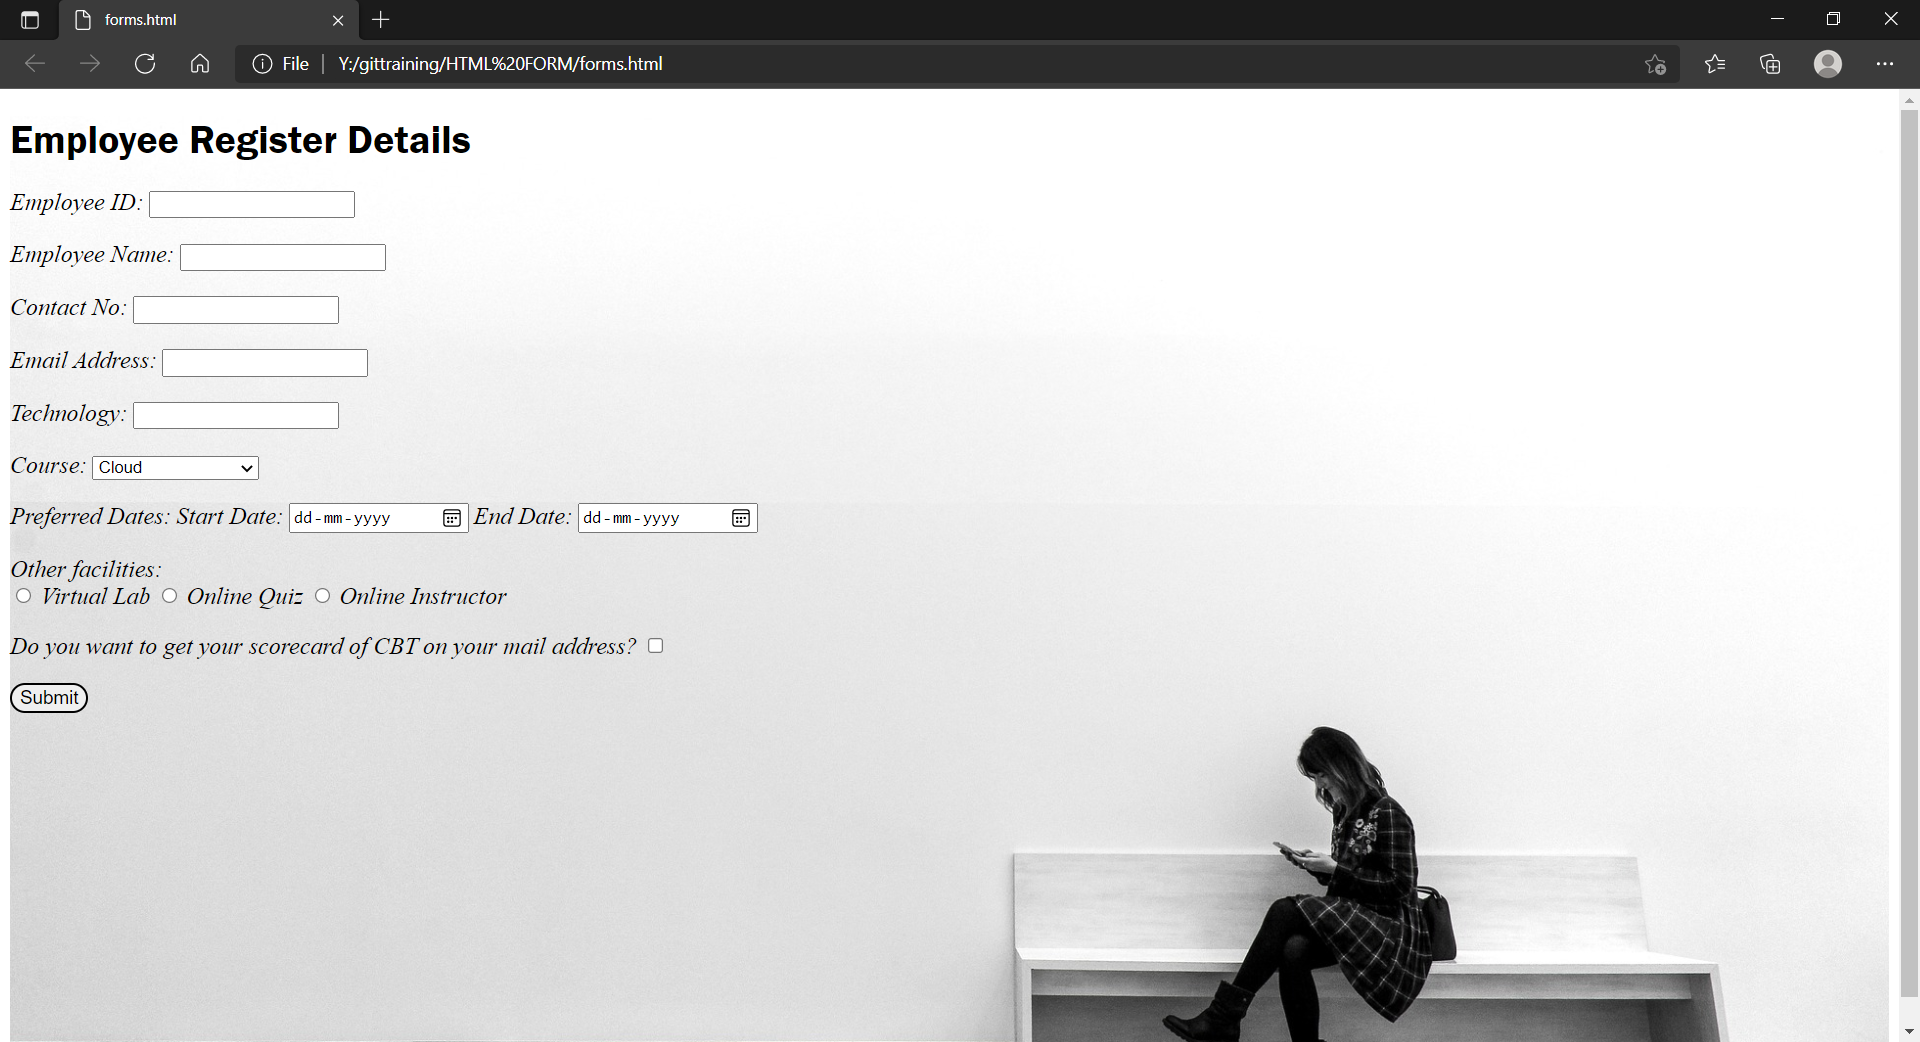 forms.html
File Y:/gittraining/HTML%20FORM/forms.html
Employee Register Details
Employee ID:
Employee Name:
Contact No:
Email Address:
Technology:
Course: Cloud
Preferred Dates: Start Date: dd-mm-yyyy End Date: dd-mm-yyyy
Other facilities:
Virtual Lab Online Quiz Online Instructor
Do you want to get your scorecard of CBT on your mail address?
Submit